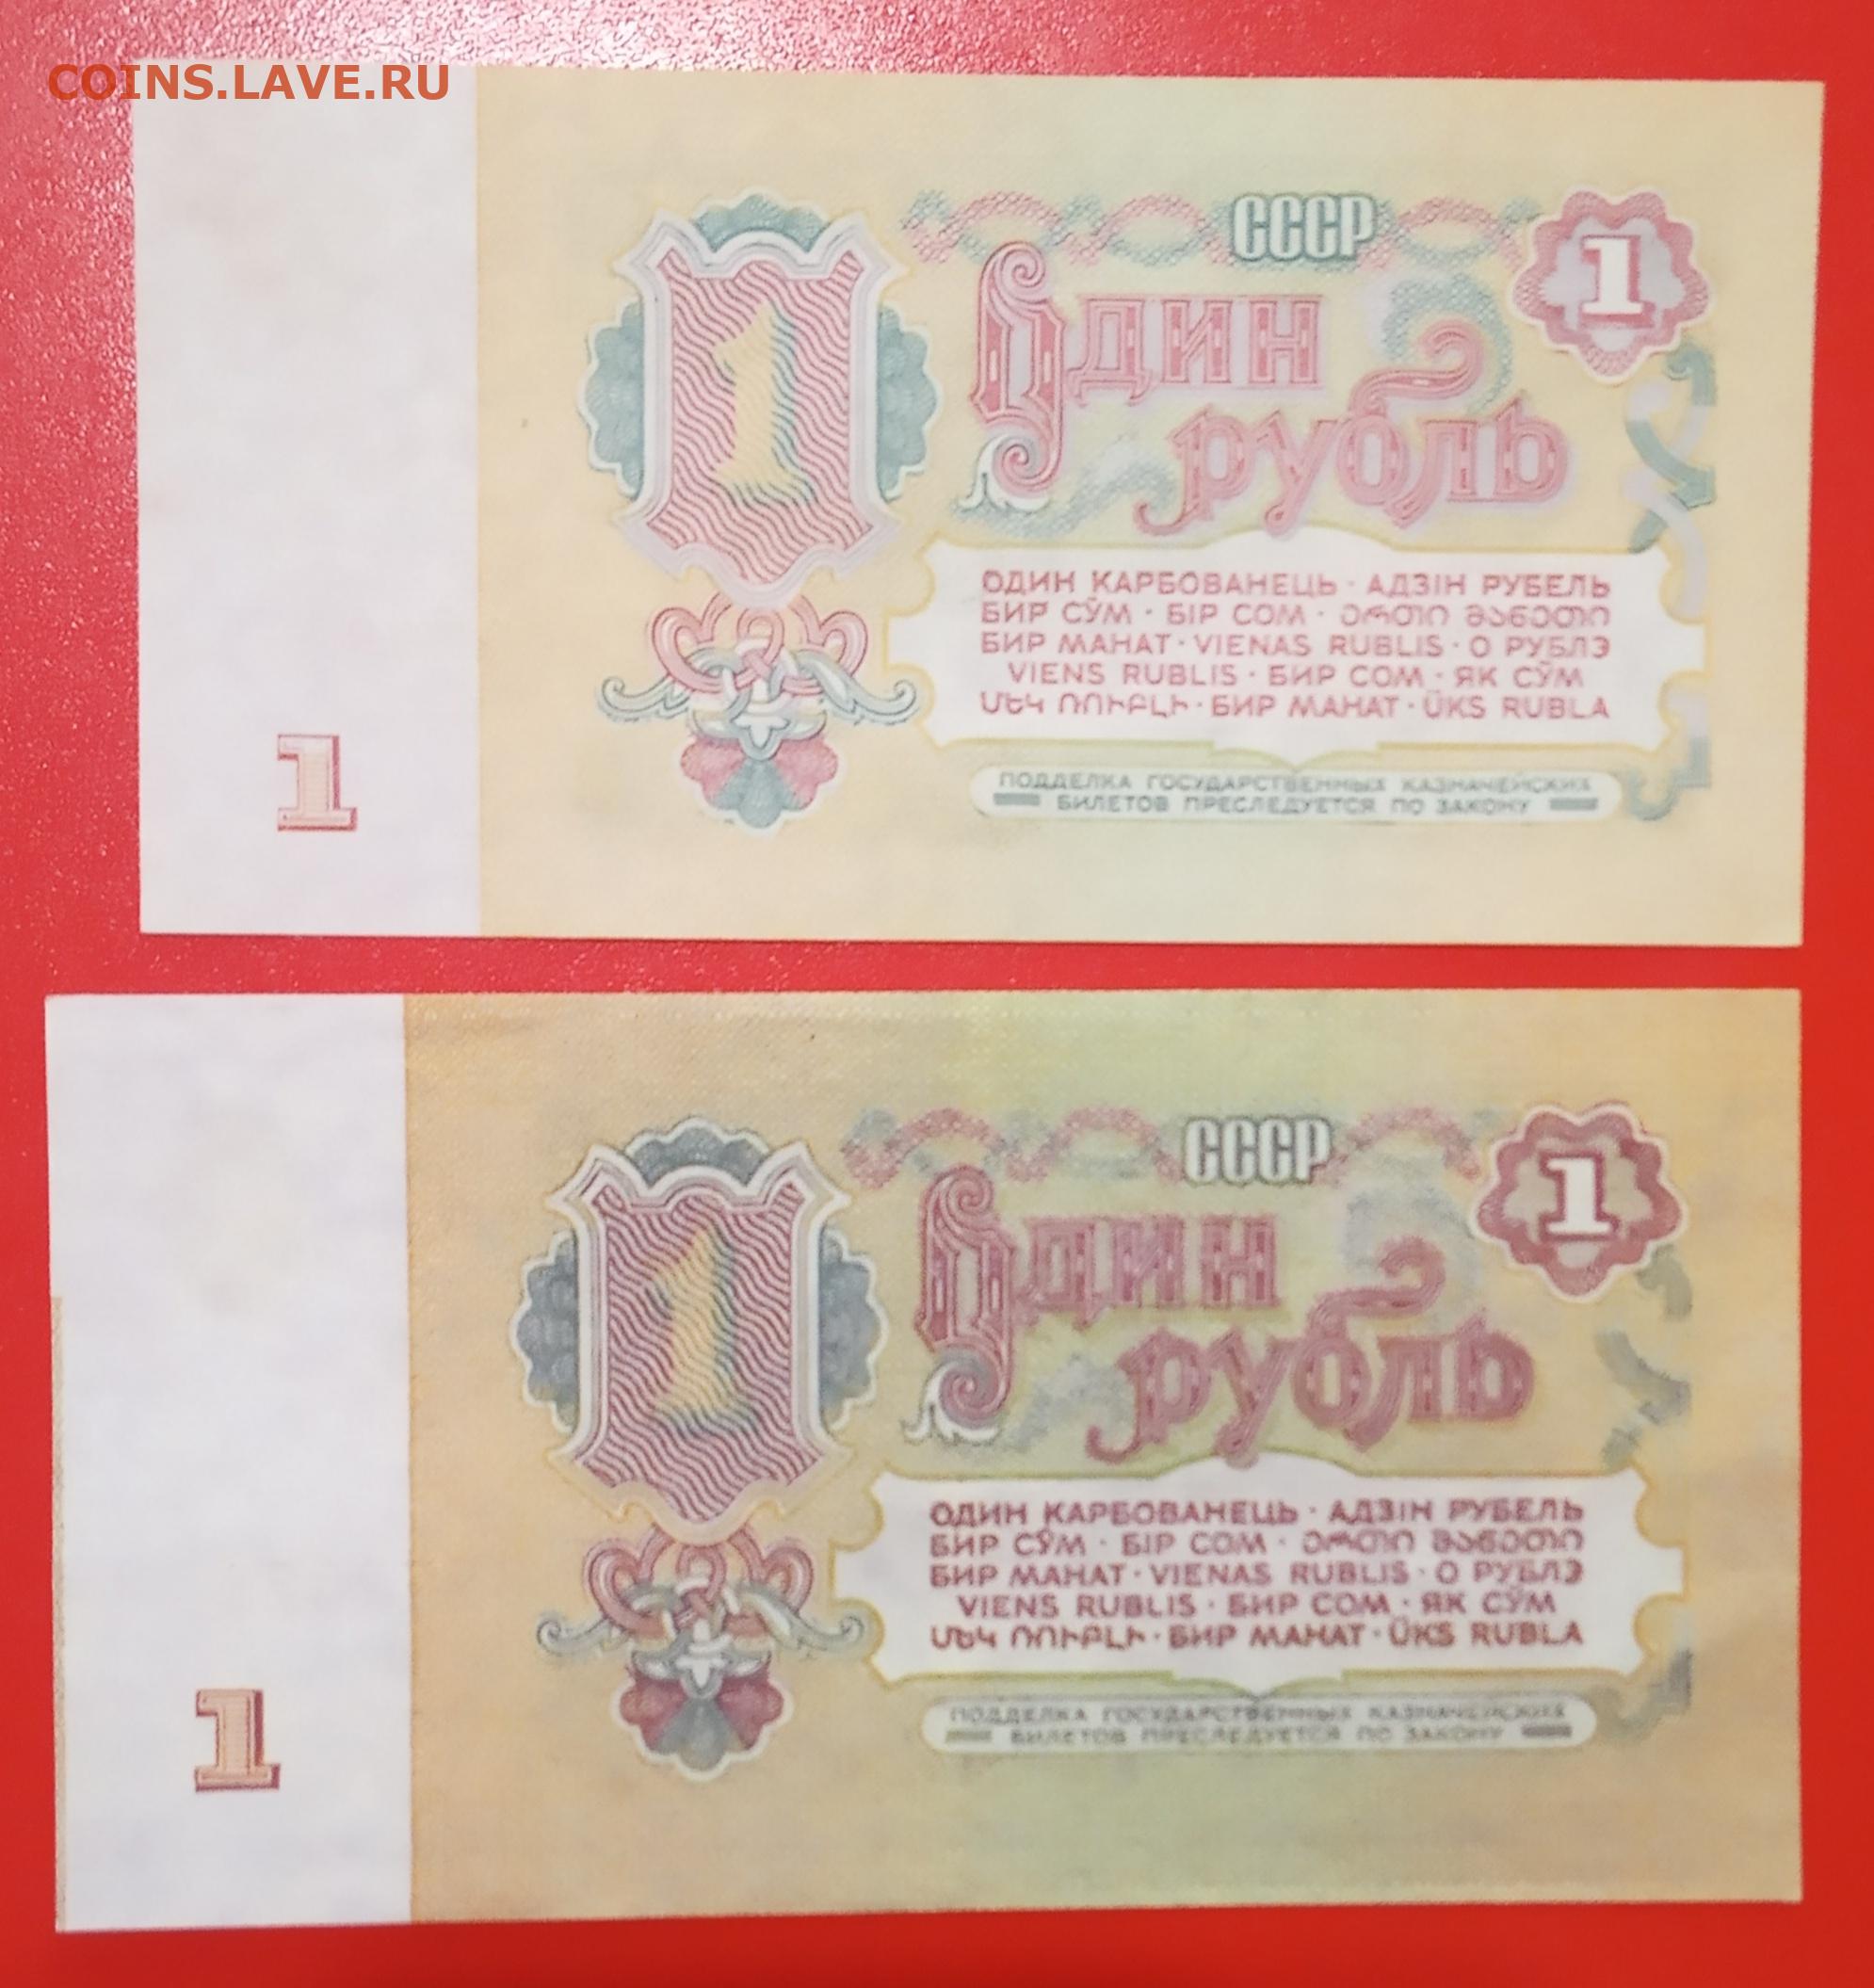 COINS.LAVE.RU
СССР
1
1
Один
рубль
ОДИН КАРБОВАНЕЦЬ · АДЗІН РУБЕЛЬ
БИР СЎМ · БІР СОМ · ᲔᲠᲗᲘ ᲛᲐᲜᲔᲗᲘ
БИР МАНАТ · VIENAS RUBLIS · О РУБЛЭ
VIENS RUBLIS · БИР СОМ · ЯК СӮМ
ՄԵԿ ՌՈՒԲԼԻ · БИР МАНАТ · ÜKS RUBLA
ПОДДЕЛКА ГОСУДАРСТВЕННЫХ КАЗНАЧЕЙСКИХ
БИЛЕТОВ ПРЕСЛЕДУЕТСЯ ПО ЗАКОНУ
1
СССР
1
1
Один
рубль
ОДИН КАРБОВАНЕЦЬ · АДЗІН РУБЕЛЬ
БИР СЎМ · БІР СОМ · ᲔᲠᲗᲘ ᲛᲐᲜᲔᲗᲘ
БИР МАНАТ · VIENAS RUBLIS · О РУБЛЭ
VIENS RUBLIS · БИР СОМ · ЯК СӮМ
ՄԵԿ ՌՈՒԲԼԻ · БИР МАНАТ · ÜKS RUBLA
ПОДДЕЛКА ГОСУДАРСТВЕННЫХ КАЗНАЧЕЙСКИХ
БИЛЕТОВ ПРЕСЛЕДУЕТСЯ ПО ЗАКОНУ
1